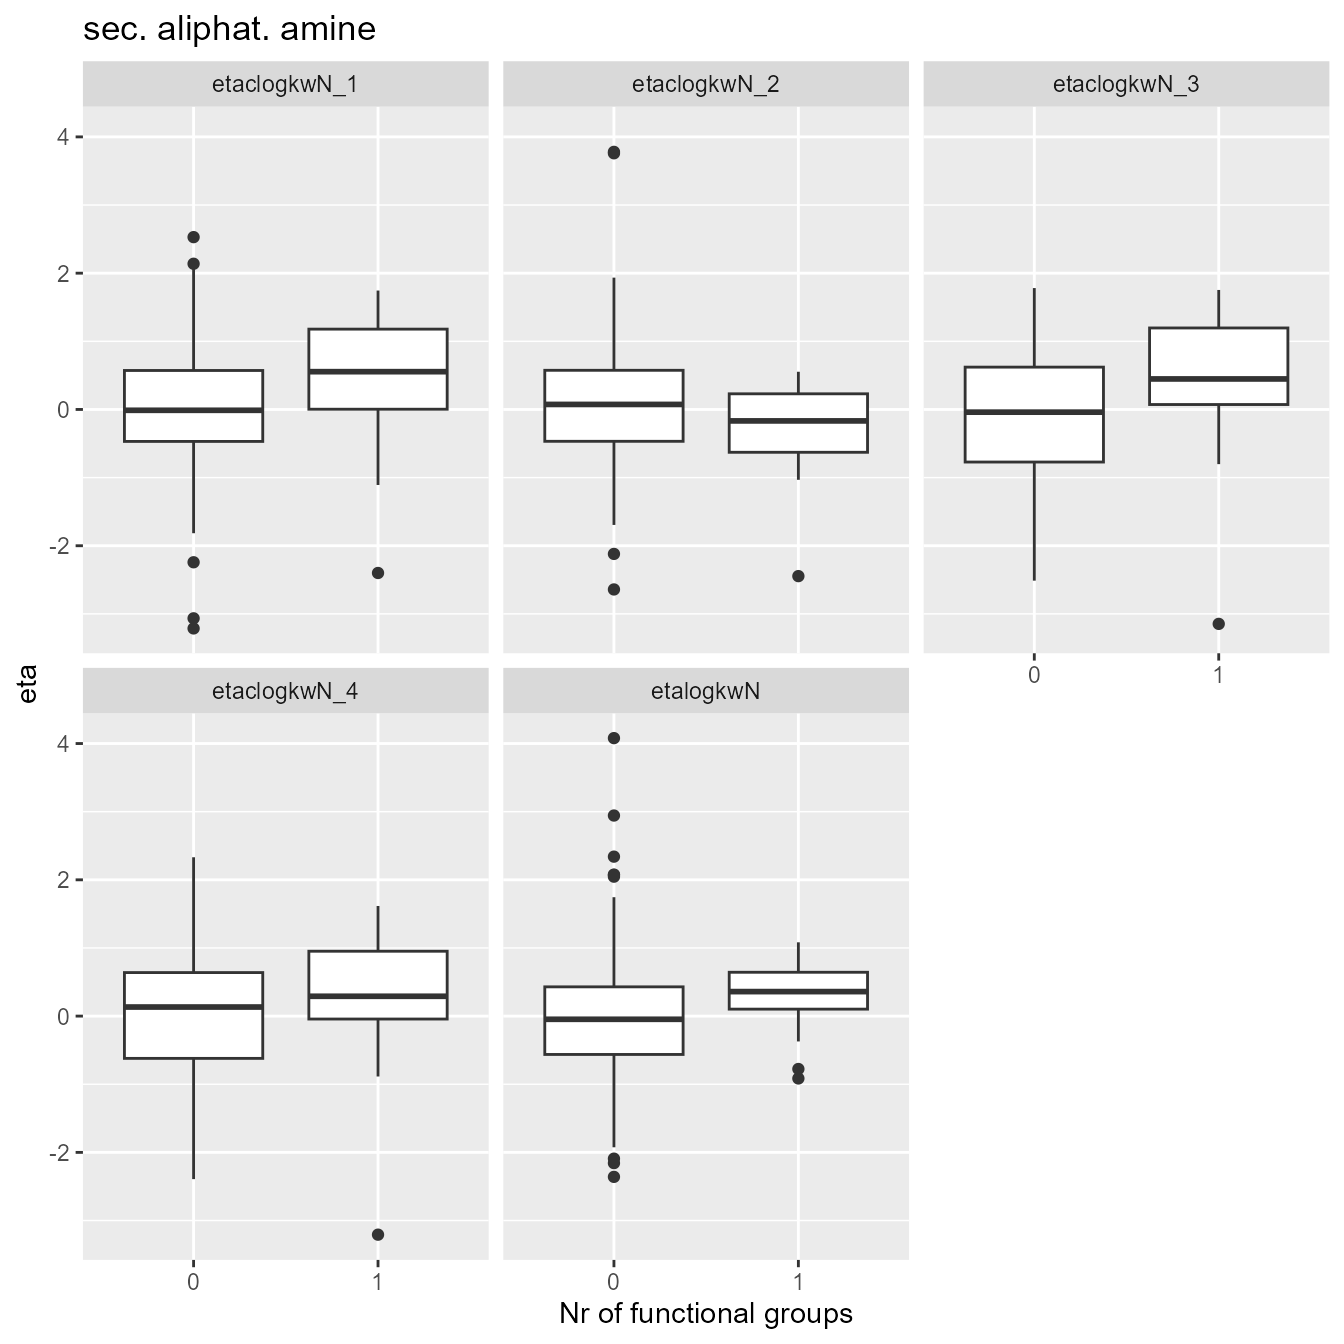 sec. aliphat. amine
etaclogkwN_1 etaclogkwN_2 etaclogkwN_3
4
2
0
-2
0 1
etaclogkwN_4 etalogkwN
4
2
0
-2
0 1 0 1
eta
Nr of functional groups